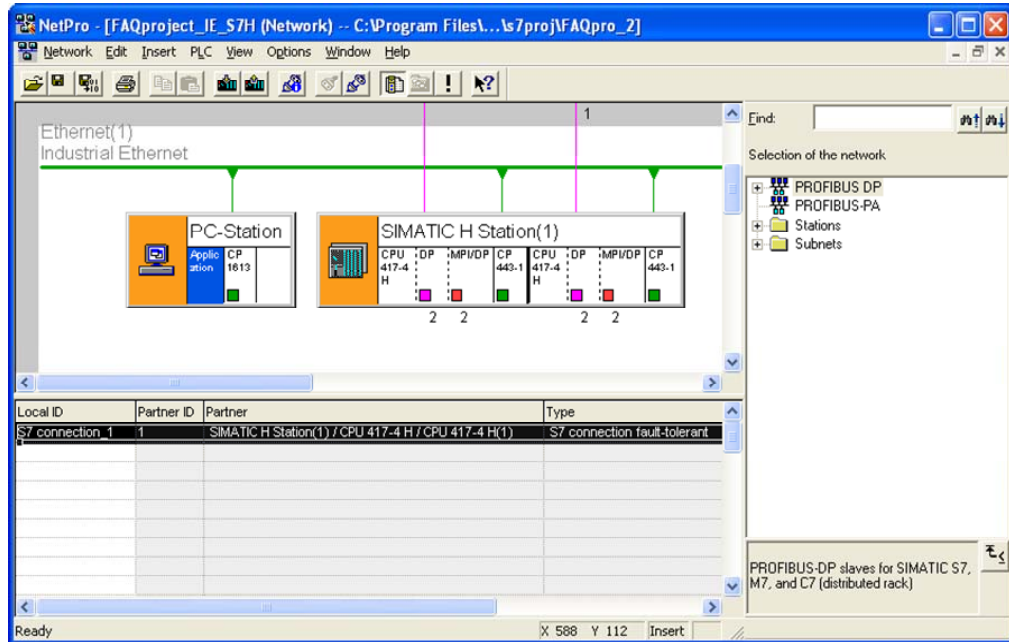 NetPro - [FAQproject_IE_S7H (Network) -- C:\Program Files\...\s7proj\FAQpro_2]
Network Edit Insert PLC View Options Window Help
1
Ethernet(1)
Industrial Ethernet
PC-Station
Applic
ation
CP
1613
SIMATIC H Station(1)
CPU
417-4
H
DP
MPI/DP
CP
443-1
CPU
417-4
H
DP
MPI/DP
CP
443-1
2 2 2 2
Local ID Partner ID Partner Type
S7 connection_1 1 SIMATIC H Station(1) / CPU 417-4 H / CPU 417-4 H(1) S7 connection fault-tolerant
Find:
Selection of the network
PROFIBUS DP
PROFIBUS-PA
Stations
Subnets
PROFIBUS-DP slaves for SIMATIC S7,
M7, and C7 (distributed rack)
Ready X 588 Y 112 Insert